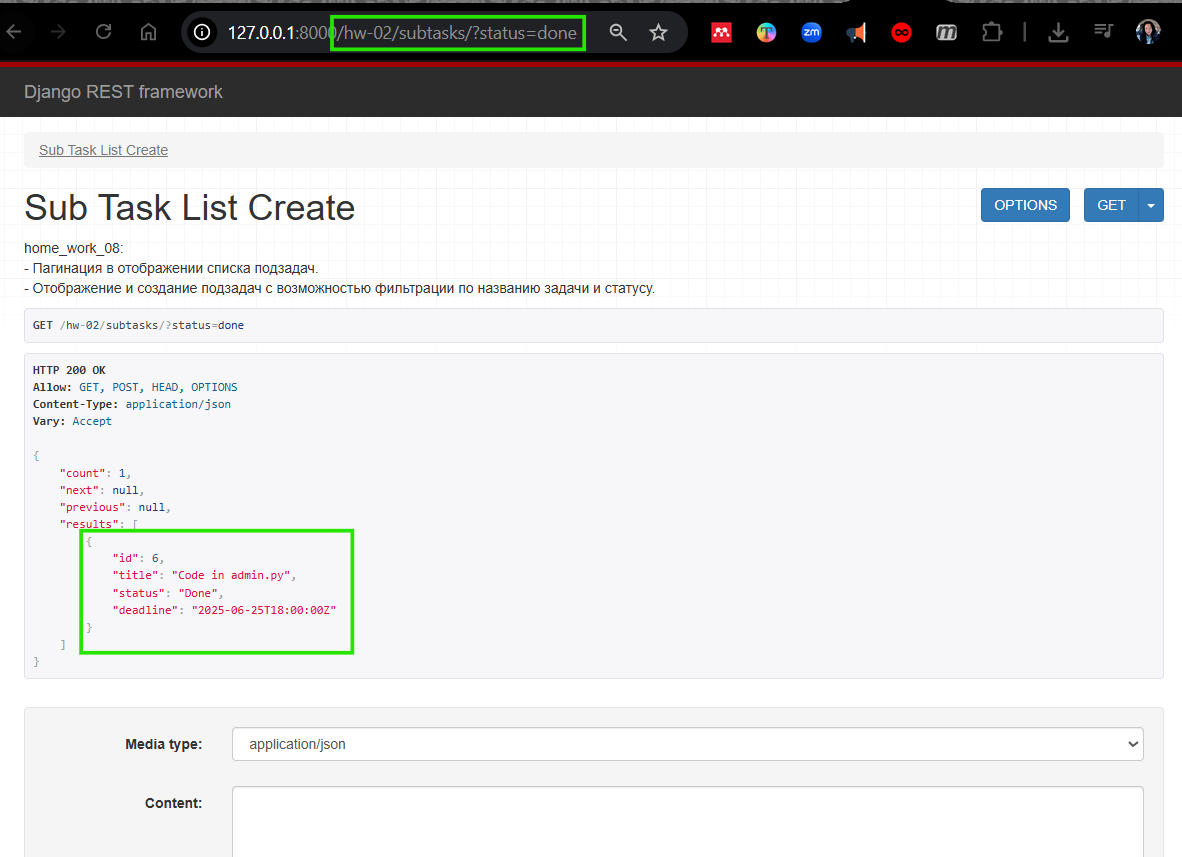 127.0.0.1:8000/hw-02/subtasks/?status=done
zm
m
Django REST framework
Sub Task List Create
Sub Task List Create
OPTIONS
GET
home_work_08:
- Пагинация в отображении списка подзадач.
- Отображение и создание подзадач с возможностью фильтрации по названию задачи и статусу.
GET /hw-02/subtasks/?status=done
HTTP 200 OK
Allow: GET, POST, HEAD, OPTIONS
Content-Type: application/json
Vary: Accept
{
"count": 1,
"next": null,
"previous": null,
"results": [
{
"id": 6,
"title": "Code in admin.py",
"status": "Done",
"deadline": "2025-06-25T18:00:00Z"
}
]
}
Media type:
application/json
Content: